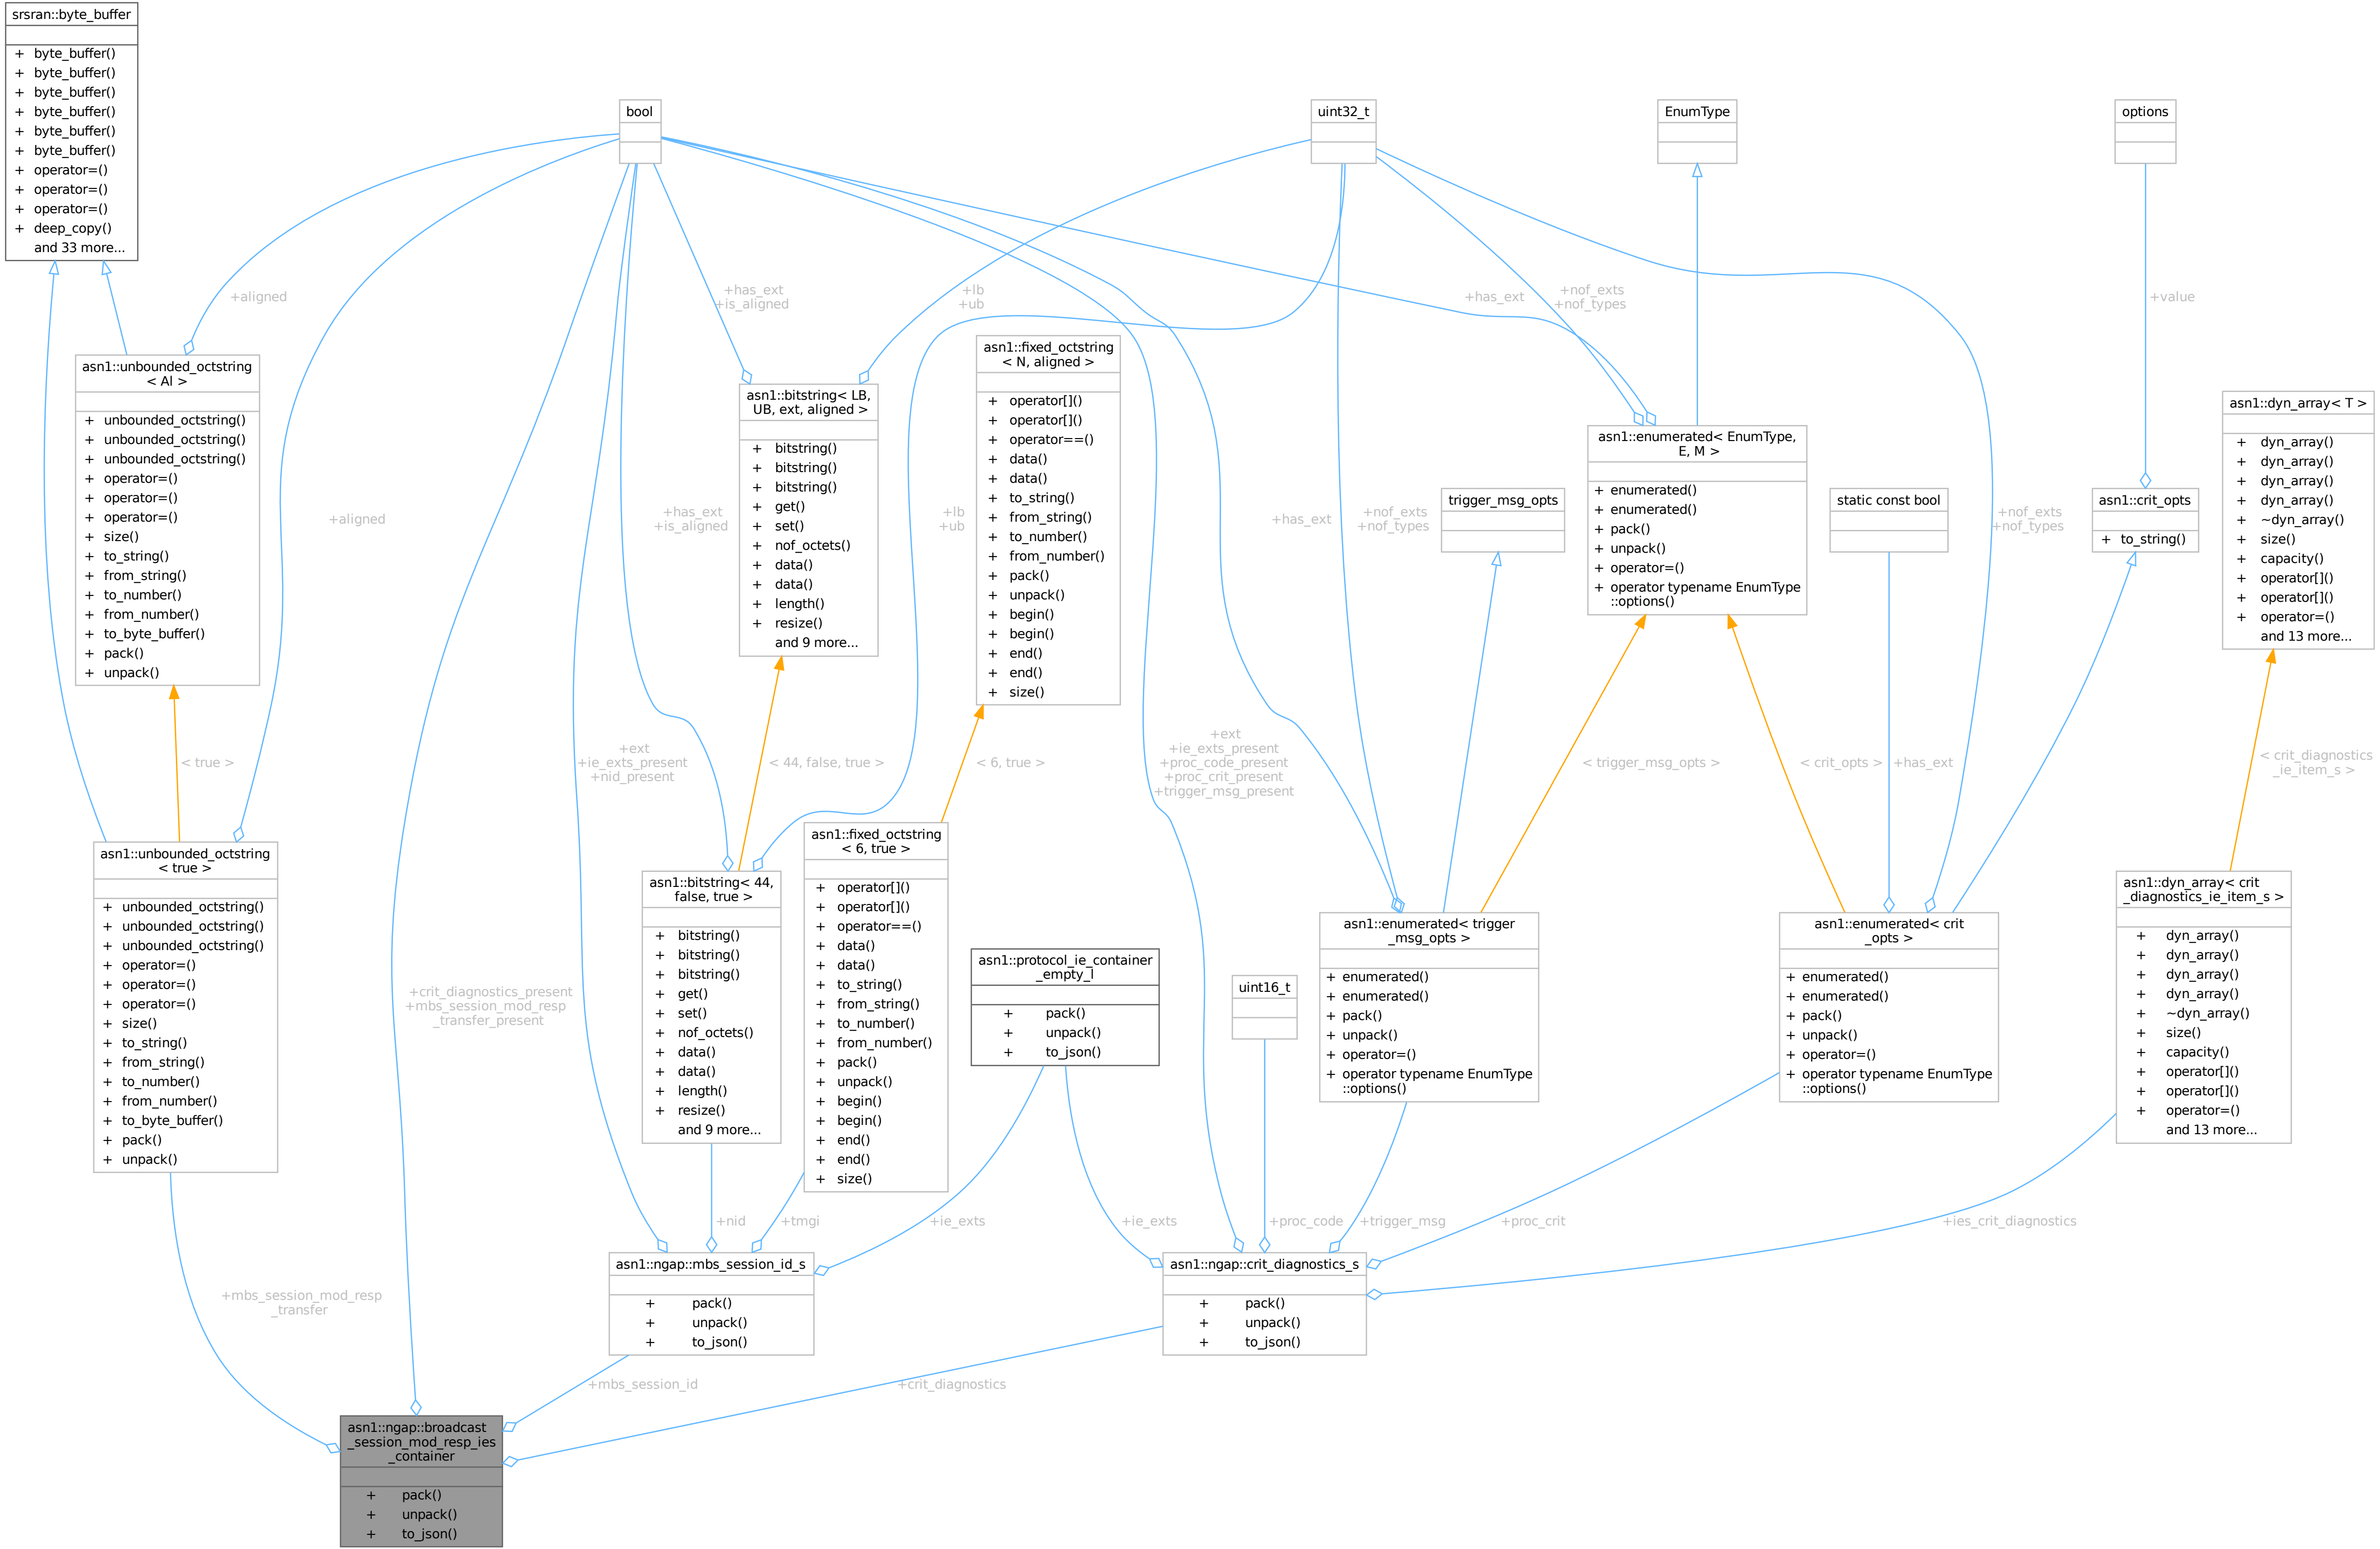 srsran::byte_buffer
+ byte_buffer()
+ byte_buffer()
+ byte_buffer()
+ byte_buffer()
+ byte_buffer()
+ byte_buffer()
+ operator=()
+ operator=()
+ operator=()
+ deep_copy()
and 33 more...
bool
uint32_t
EnumType
options
+aligned
+has_ext
+is_aligned
+lb
+ub
+has_ext
+nof_exts
+nof_types
+value
asn1::unbounded_octstring
< Al >
+ unbounded_octstring()
+ unbounded_octstring()
+ unbounded_octstring()
+ operator=()
+ operator=()
+ operator=()
+ size()
+ to_string()
+ from_string()
+ to_number()
+ from_number()
+ to_byte_buffer()
+ pack()
+ unpack()
+aligned
+has_ext
+is_aligned
asn1::bitstring< LB,
UB, ext, aligned >
+ bitstring()
+ bitstring()
+ bitstring()
+ get()
+ set()
+ nof_octets()
+ data()
+ data()
+ length()
+ resize()
and 9 more...
+lb
+ub
asn1::fixed_octstring
< N, aligned >
+ operator[]()
+ operator[]()
+ operator==()
+ data()
+ data()
+ to_string()
+ from_string()
+ to_number()
+ from_number()
+ pack()
+ unpack()
+ begin()
+ begin()
+ end()
+ end()
+ size()
+has_ext
+nof_exts
+nof_types
trigger_msg_opts
asn1::enumerated< EnumType,
E, M >
+ enumerated()
+ enumerated()
+ pack()
+ unpack()
+ operator=()
+ operator typename EnumType
::options()
static const bool
+nof_exts
+nof_types
asn1::crit_opts
+ to_string()
asn1::dyn_array< T >
+ dyn_array()
+ dyn_array()
+ dyn_array()
+ dyn_array()
+ ~dyn_array()
+ size()
+ capacity()
+ operator[]()
+ operator[]()
+ operator=()
and 13 more...
< true >
+ext
+ie_exts_present
+nid_present
< 44, false, true >
< 6, true >
+ext
+ie_exts_present
+proc_code_present
+proc_crit_present
+trigger_msg_present
< trigger_msg_opts >
< crit_opts >
+has_ext
< crit_diagnostics
_ie_item_s >
asn1::unbounded_octstring
< true >
+ unbounded_octstring()
+ unbounded_octstring()
+ unbounded_octstring()
+ operator=()
+ operator=()
+ operator=()
+ size()
+ to_string()
+ from_string()
+ to_number()
+ from_number()
+ to_byte_buffer()
+ pack()
+ unpack()
+crit_diagnostics_present
+mbs_session_mod_resp
_transfer_present
asn1::bitstring< 44,
false, true >
+ bitstring()
+ bitstring()
+ bitstring()
+ get()
+ set()
+ nof_octets()
+ data()
+ data()
+ length()
+ resize()
and 9 more...
asn1::fixed_octstring
< 6, true >
+ operator[]()
+ operator[]()
+ operator==()
+ data()
+ data()
+ to_string()
+ from_string()
+ to_number()
+ from_number()
+ pack()
+ unpack()
+ begin()
+ begin()
+ end()
+ end()
+ size()
asn1::protocol_ie_container
_empty_l
+ pack()
+ unpack()
+ to_json()
uint16_t
asn1::enumerated< trigger
_msg_opts >
+ enumerated()
+ enumerated()
+ pack()
+ unpack()
+ operator=()
+ operator typename EnumType
::options()
asn1::enumerated< crit
_opts >
+ enumerated()
+ enumerated()
+ pack()
+ unpack()
+ operator=()
+ operator typename EnumType
::options()
asn1::dyn_array< crit
_diagnostics_ie_item_s >
+ dyn_array()
+ dyn_array()
+ dyn_array()
+ dyn_array()
+ ~dyn_array()
+ size()
+ capacity()
+ operator[]()
+ operator[]()
+ operator=()
and 13 more...
+nid
+tmgi
+ie_exts
+ie_exts
+proc_code
+trigger_msg
+proc_crit
+ies_crit_diagnostics
+mbs_session_mod_resp
_transfer
asn1::ngap::mbs_session_id_s
+ pack()
+ unpack()
+ to_json()
asn1::ngap::crit_diagnostics_s
+ pack()
+ unpack()
+ to_json()
+mbs_session_id
+crit_diagnostics
asn1::ngap::broadcast
_session_mod_resp_ies
_container
+ pack()
+ unpack()
+ to_json()